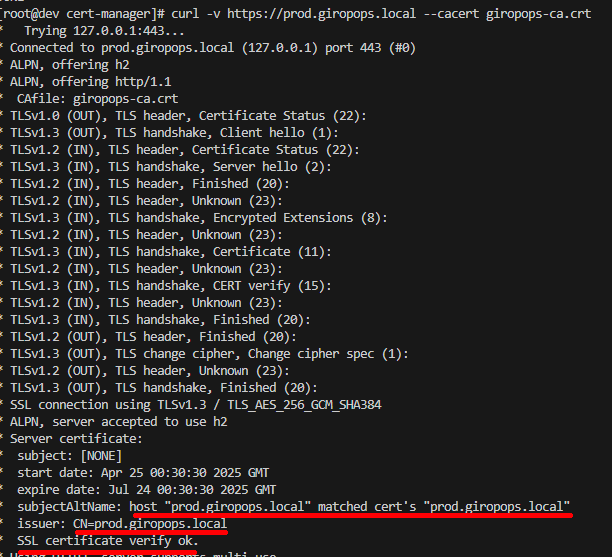 [root@dev cert-manager]# curl -v https://prod.giropops.local --cacert giropops-ca.crt
*   Trying 127.0.0.1:443...
* Connected to prod.giropops.local (127.0.0.1) port 443 (#0)
* ALPN, offering h2
* ALPN, offering http/1.1
*  CAfile: giropops-ca.crt
* TLSv1.0 (OUT), TLS header, Certificate Status (22):
* TLSv1.3 (OUT), TLS handshake, Client hello (1):
* TLSv1.2 (IN), TLS header, Certificate Status (22):
* TLSv1.3 (IN), TLS handshake, Server hello (2):
* TLSv1.2 (IN), TLS header, Finished (20):
* TLSv1.2 (IN), TLS header, Unknown (23):
* TLSv1.3 (IN), TLS handshake, Encrypted Extensions (8):
* TLSv1.2 (IN), TLS header, Unknown (23):
* TLSv1.3 (IN), TLS handshake, Certificate (11):
* TLSv1.2 (IN), TLS header, Unknown (23):
* TLSv1.3 (IN), TLS handshake, CERT verify (15):
* TLSv1.2 (IN), TLS header, Unknown (23):
* TLSv1.3 (IN), TLS handshake, Finished (20):
* TLSv1.2 (OUT), TLS header, Finished (20):
* TLSv1.3 (OUT), TLS change cipher, Change cipher spec (1):
* TLSv1.2 (OUT), TLS header, Unknown (23):
* TLSv1.3 (OUT), TLS handshake, Finished (20):
* SSL connection using TLSv1.3 / TLS_AES_256_GCM_SHA384
* ALPN, server accepted to use h2
* Server certificate:
*  subject: [NONE]
*  start date: Apr 25 00:30:30 2025 GMT
*  expire date: Jul 24 00:30:30 2025 GMT
*  subjectAltName: host "prod.giropops.local" matched cert's "prod.giropops.local"
*  issuer: CN=prod.giropops.local
*  SSL certificate verify ok.
* Using HTTP2, server supports multi-use